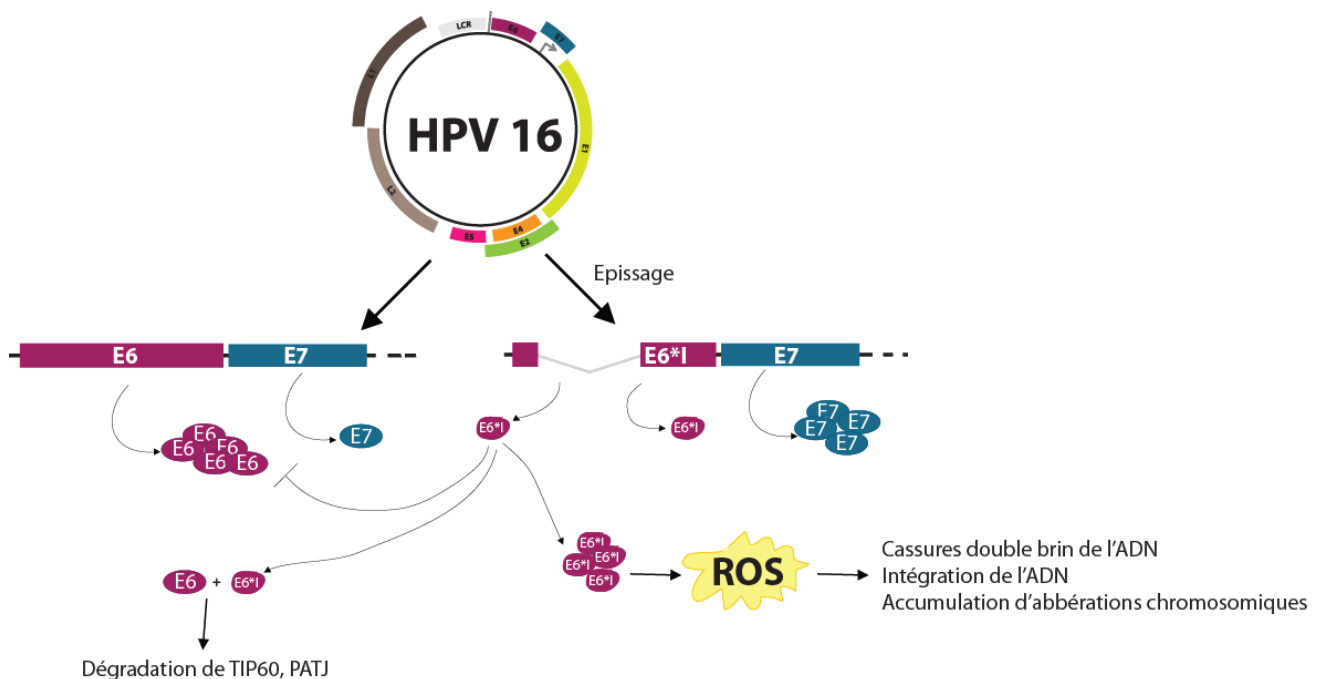 LCR
E6
E7
L1
HPV 16
E1
L2
E5
E4
E2
Epissage
E6 E7
E6*I E7
E6
E6 E6
E6 E6
E7
E6*I
E6*I
E7
E7 E7
E7
E6*I
E6*I E6*I
E6*I
E6 + E6*I
ROS
Cassures double brin de l'ADN
Intégration de l'ADN
Accumulation d'abbérations chromosomiques
Dégradation de TIP60, PATJ